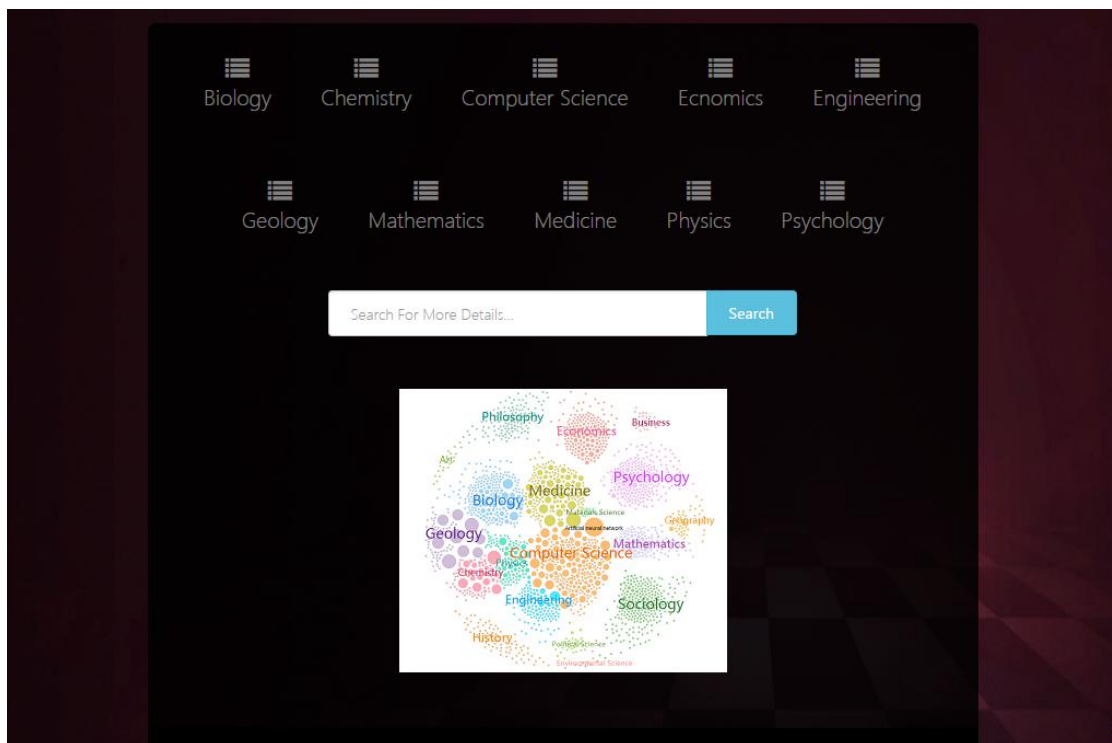 Biology Chemistry Computer Science Ecnomics Engineering
Geology Mathematics Medicine Physics Psychology
Search For More Details... Search
Philosophy
Economics
Business
Art
Psychology
Medicine
Biology
Materials Science
Geography
Artificial neural network
Geology
Mathematics
Computer Science
Physics
Chemistry
Engineering
Sociology
History
Political Science
Environmental Science